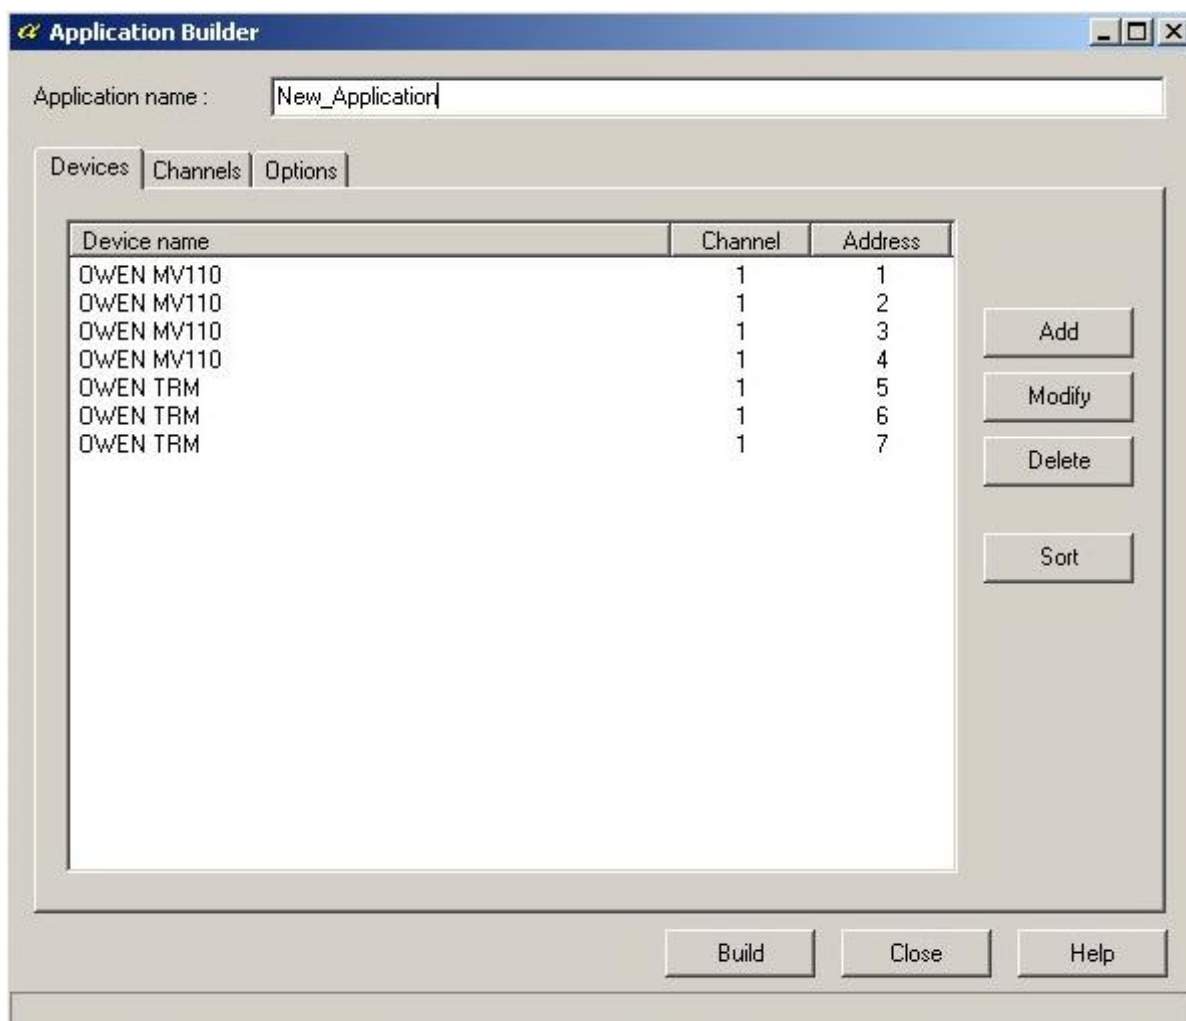 Application Builder
Application name : New_Application
Devices Channels Options
Device name Channel Address
OWEN MV110 1 1
OWEN MV110 1 2
OWEN MV110 1 3
OWEN MV110 1 4
OWEN TRM 1 5
OWEN TRM 1 6
OWEN TRM 1 7
Add
Modify
Delete
Sort
Build Close Help